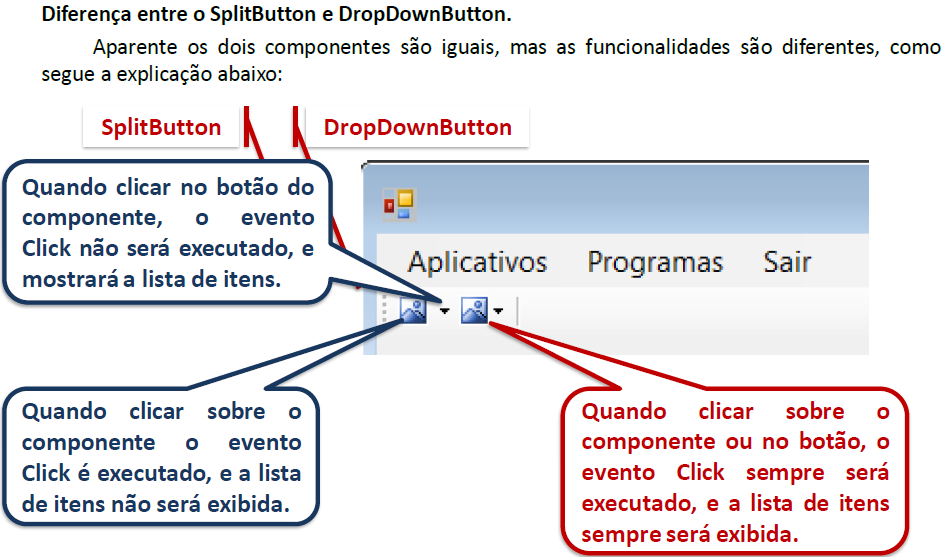 Diferença entre o SplitButton e DropDownButton.
Aparente os dois componentes são iguais, mas as funcionalidades são diferentes, como
segue a explicação abaixo:
SplitButton
DropDownButton
Quando clicar no botão do
componente, o evento
Click não será executado, e
mostrará a lista de itens.
Aplicativos Programas Sair
Quando clicar sobre o
componente o evento
Click é executado, e a lista
de itens não será exibida.
Quando clicar sobre o
componente ou no botão, o
evento Click sempre será
executado, e a lista de itens
sempre será exibida.